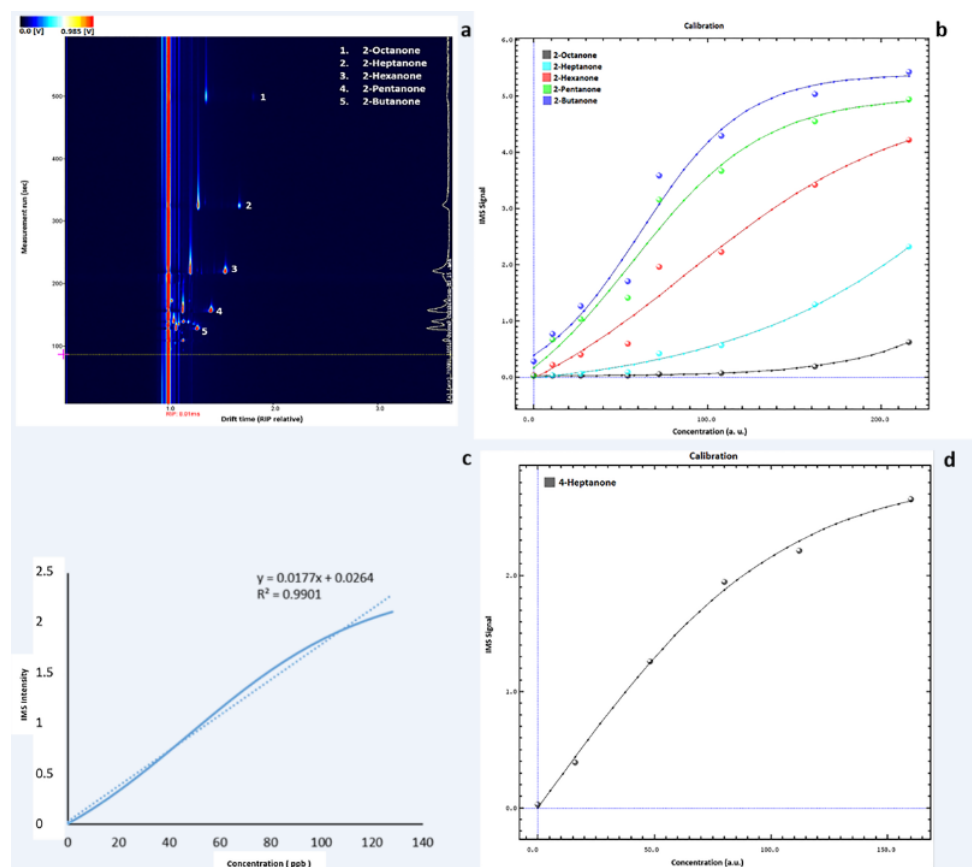 a
0.0 [V]
0.985 [V]
1. 2-Octanone
2. 2-Heptanone
3. 2-Hexanone
4. 2-Pentanone
5. 2-Butanone
500
400
300
200
100
1
2
3
4
5
Measurement run (sec)
1.0
3.0
RIP: 0.01ms
Drift time (RIP relative)
b
Calibration
2-Octanone
2-Heptanone
2-Hexanone
2-Pentanone
2-Butanone
6.0
5.0
4.0
3.0
2.0
1.0
0.0
IMS Signal
0.0
100.0
200.0
Concentration (a. u.)
c
2.5
2
1.5
1
0.5
0
IMS intensity
y = 0.0177x + 0.0264
R² = 0.9901
0 20 40 60 80 100 120 140
Concentration ( ppb )
d
Calibration
4-Heptanone
2.0
1.0
0.0
IMS Signal
0.0
50.0
100.0
150.0
Concentration (a.u.)